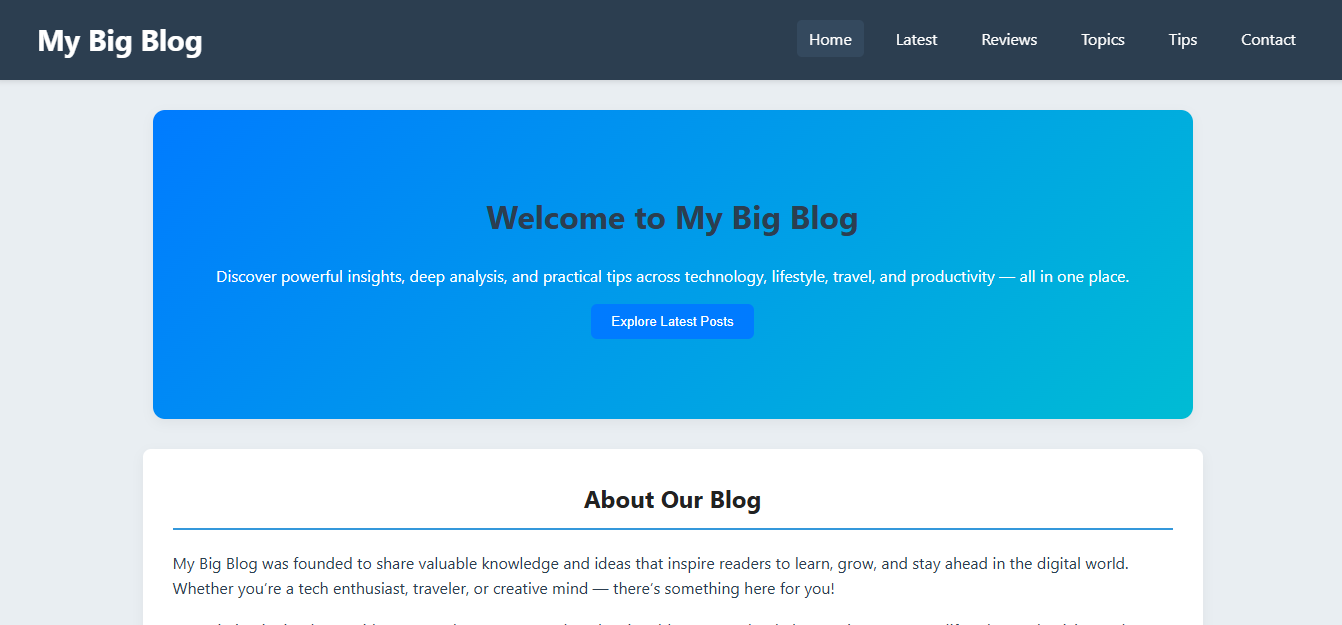 My Big Blog
Home
Latest
Reviews
Topics
Tips
Contact
Welcome to My Big Blog
Discover powerful insights, deep analysis, and practical tips across technology, lifestyle, travel, and productivity — all in one place.
Explore Latest Posts
About Our Blog
My Big Blog was founded to share valuable knowledge and ideas that inspire readers to learn, grow, and stay ahead in the digital world.
Whether you’re a tech enthusiast, traveler, or creative mind — there’s something here for you!